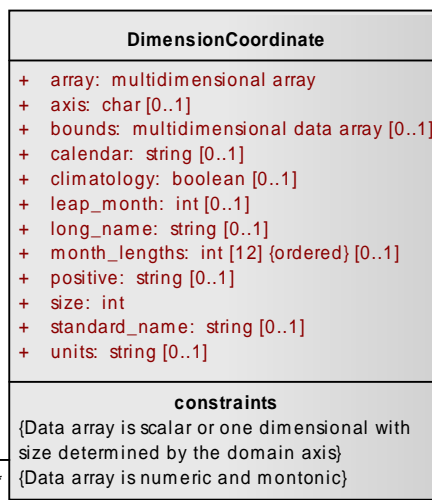 DimensionCoordinate
+ array: multidimensional array
+ axis: char [0..1]
+ bounds: multidimensional data array [0..1]
+ calendar: string [0..1]
+ climatology: boolean [0..1]
+ leap_month: int [0..1]
+ long_name: string [0..1]
+ month_lengths: int [12] {ordered} [0..1]
+ positive: string [0..1]
+ size: int
+ standard_name: string [0..1]
+ units: string [0..1]
constraints
{Data array is scalar or one dimensional with
size determined by the domain axis}
* {Data array is numeric and montonic}